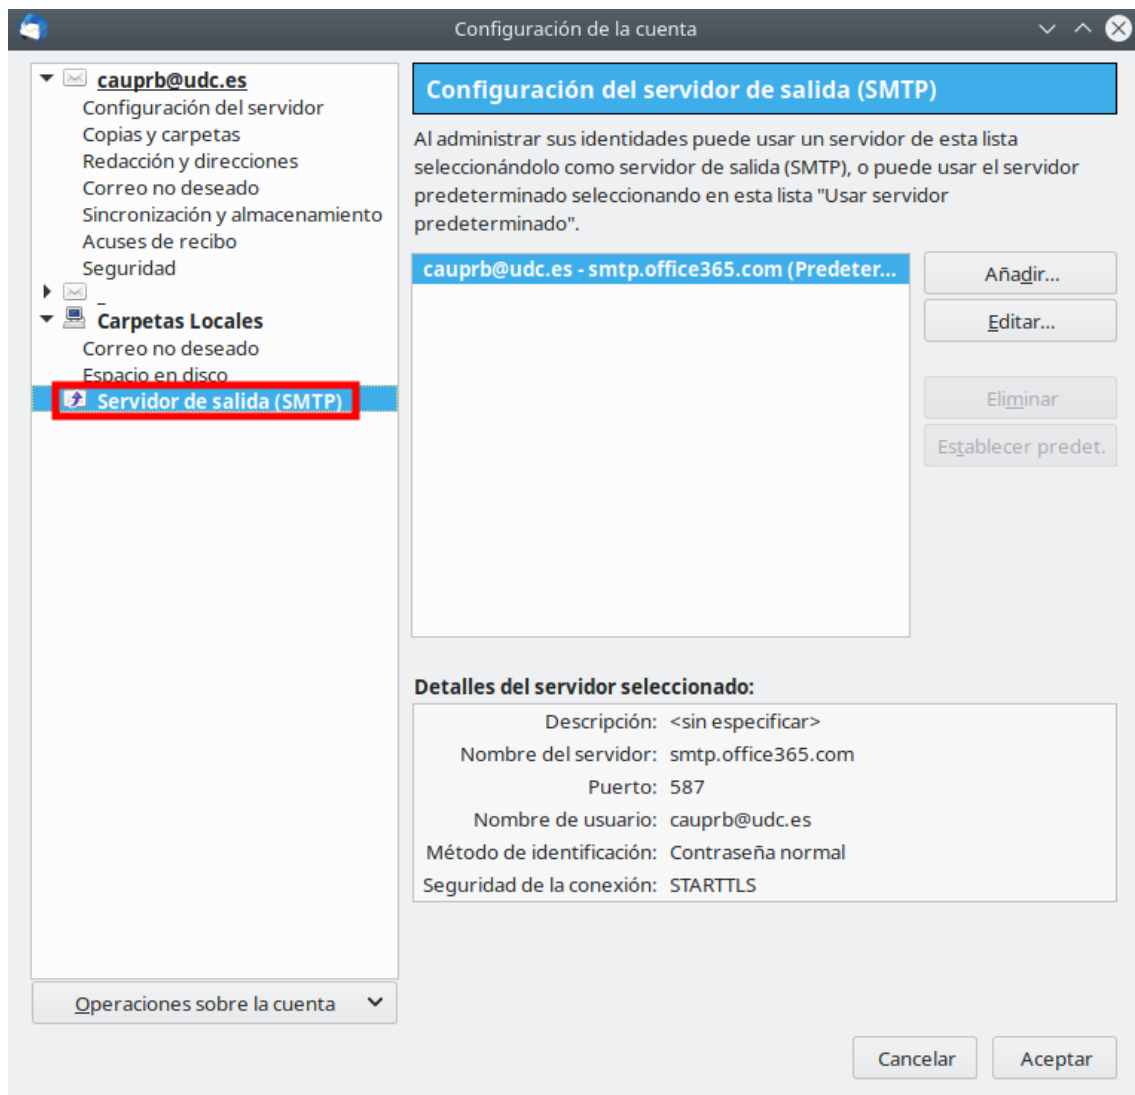 Configuración de la cuenta
cauprb@udc.es
Configuración del servidor
Copias y carpetas
Redacción y direcciones
Correo no deseado
Sincronización y almacenamiento
Acuses de recibo
Seguridad
_
Carpetas Locales
Correo no deseado
Espacio en disco
Servidor de salida (SMTP)
Operaciones sobre la cuenta
Configuración del servidor de salida (SMTP)
Al administrar sus identidades puede usar un servidor de esta lista
seleccionándolo como servidor de salida (SMTP), o puede usar el servidor
predeterminado seleccionando en esta lista "Usar servidor
predeterminado".
cauprb@udc.es - smtp.office365.com (Predeter...
Añadir...
Editar...
Eliminar
Establecer predet.
Detalles del servidor seleccionado:
Descripción: <sin especificar>
Nombre del servidor: smtp.office365.com
Puerto: 587
Nombre de usuario: cauprb@udc.es
Método de identificación: Contraseña normal
Seguridad de la conexión: STARTTLS
Cancelar
Aceptar